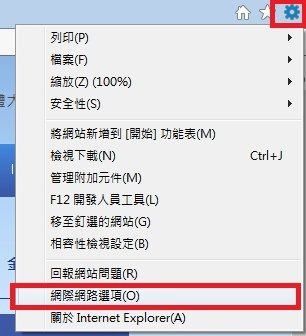 列印(P)
檔案(F)
縮放(Z) (100%)
安全性(S)
將網站新增到 [開始] 功能表(M)
檢視下載(N) Ctrl+J
管理附加元件(M)
F12 開發人員工具(L)
移至釘選的網站(G)
相容性檢視設定(B)
回報網站問題(R)
網際網路選項(O)
關於 Internet Explorer(A)